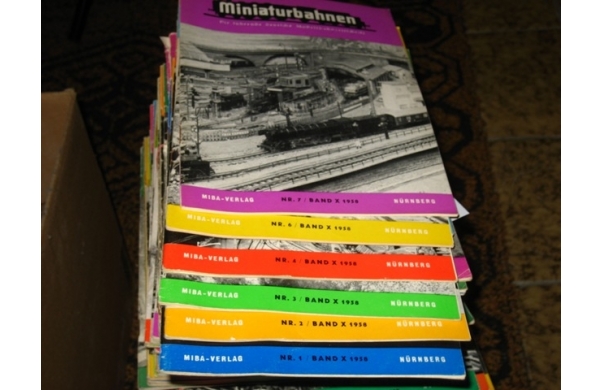 Miniaturbahnen
MIBA-VERLAG NR. 7 / BAND X 1958 NÜRNBERG
MIBA-VERLAG NR. 6 / BAND X 1958 NÜRNBERG
MIBA-VERLAG NR. 4 / BAND X 1958 NÜRNBERG
MIBA-VERLAG NR. 3 / BAND X 1958 NÜRNBERG
MIBA-VERLAG / BAND X 1958 NÜRNBERG
MIBA-VERLAG NR. 1 / BAND X 1958 NÜRNBERG